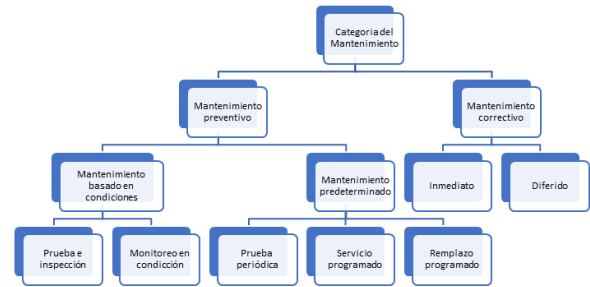 Categoria del
Mantenimiento
Mantenimiento
preventivo
Mantenimiento
correctivo
Mantenimiento
basado en
condiciones
Mantenimiento
predeterminado
Inmediato
Diferido
Prueba e
inspección
Monitoreo en
condicción
Prueba
periódica
Servicio
programado
Remplazo
programado